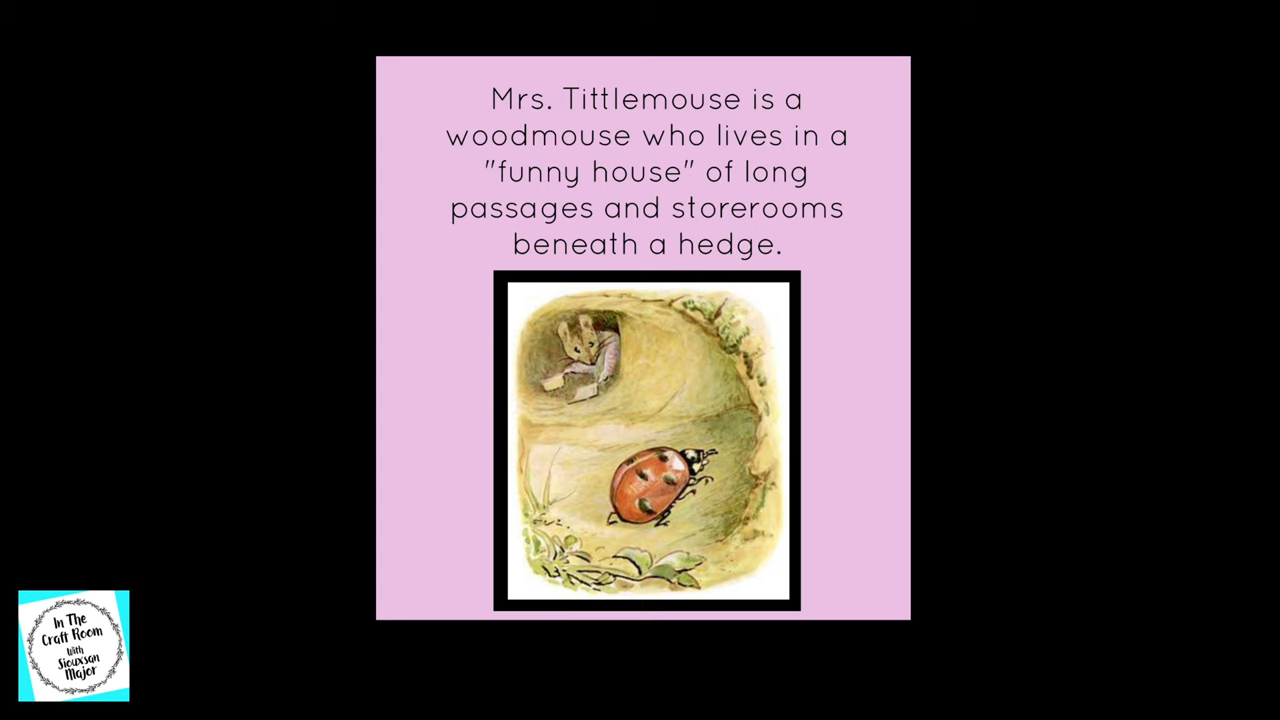 Mrs. Tittlemouse is a
woodmouse who lives in a
"funny house" of long
passages and storerooms
beneath a hedge.
In The
Craft Room
With
Siouxsan
Major